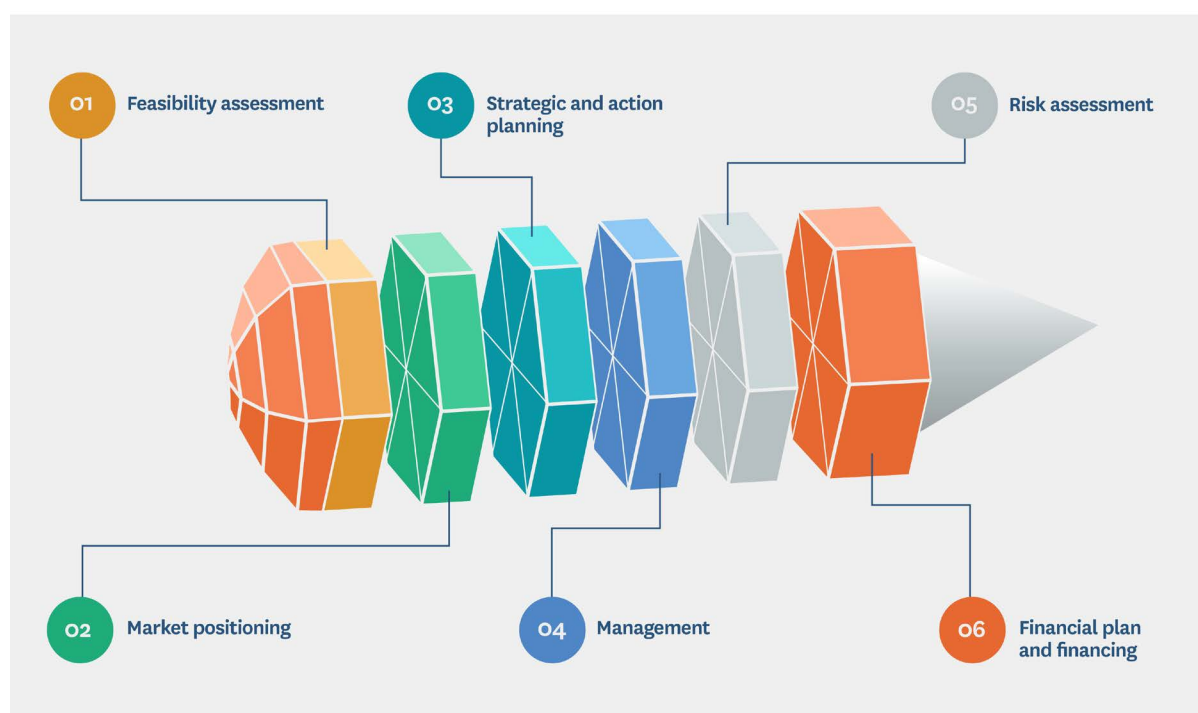 01
Feasibility assessment
03
Strategic and action
planning
05
Risk assessment
02
Market positioning
04
Management
06
Financial plan
and financing